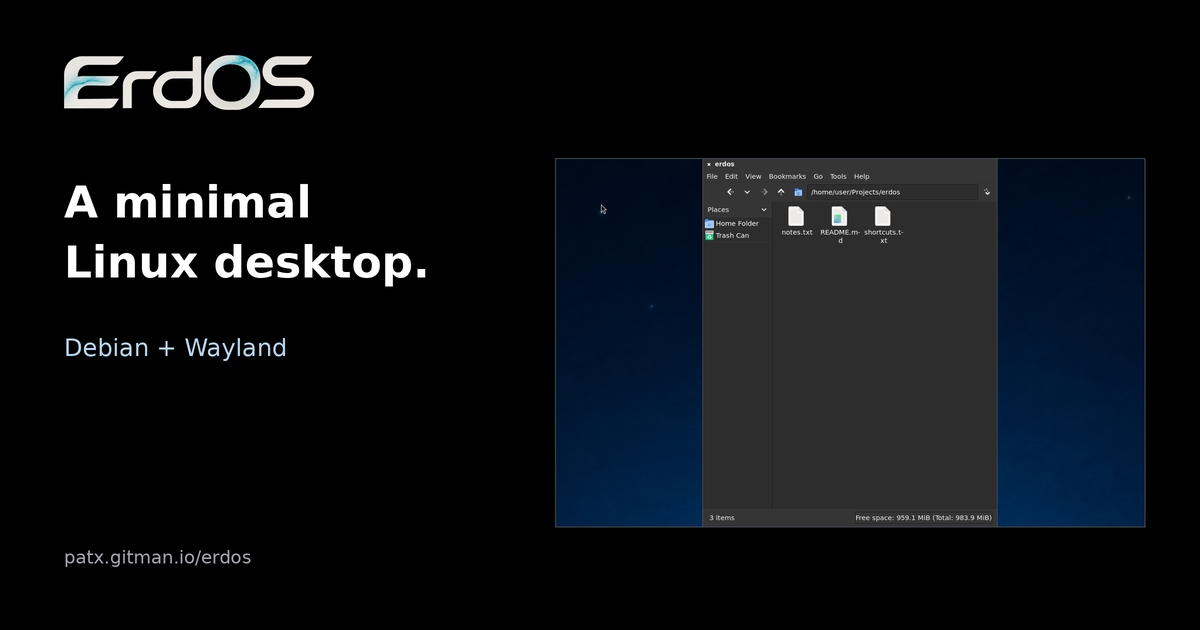 ErdOS
A minimal
Linux desktop.
Debian + Wayland
patx.gitman.io/erdos
erdos
File Edit View Bookmarks Go Tools Help
/home/user/Projects/erdos
Places
Home Folder
Trash Can
notes.txt
README.m-
d
shortcuts.t-
xt
3 items
Free space: 959.1 MiB (Total: 983.9 MiB)